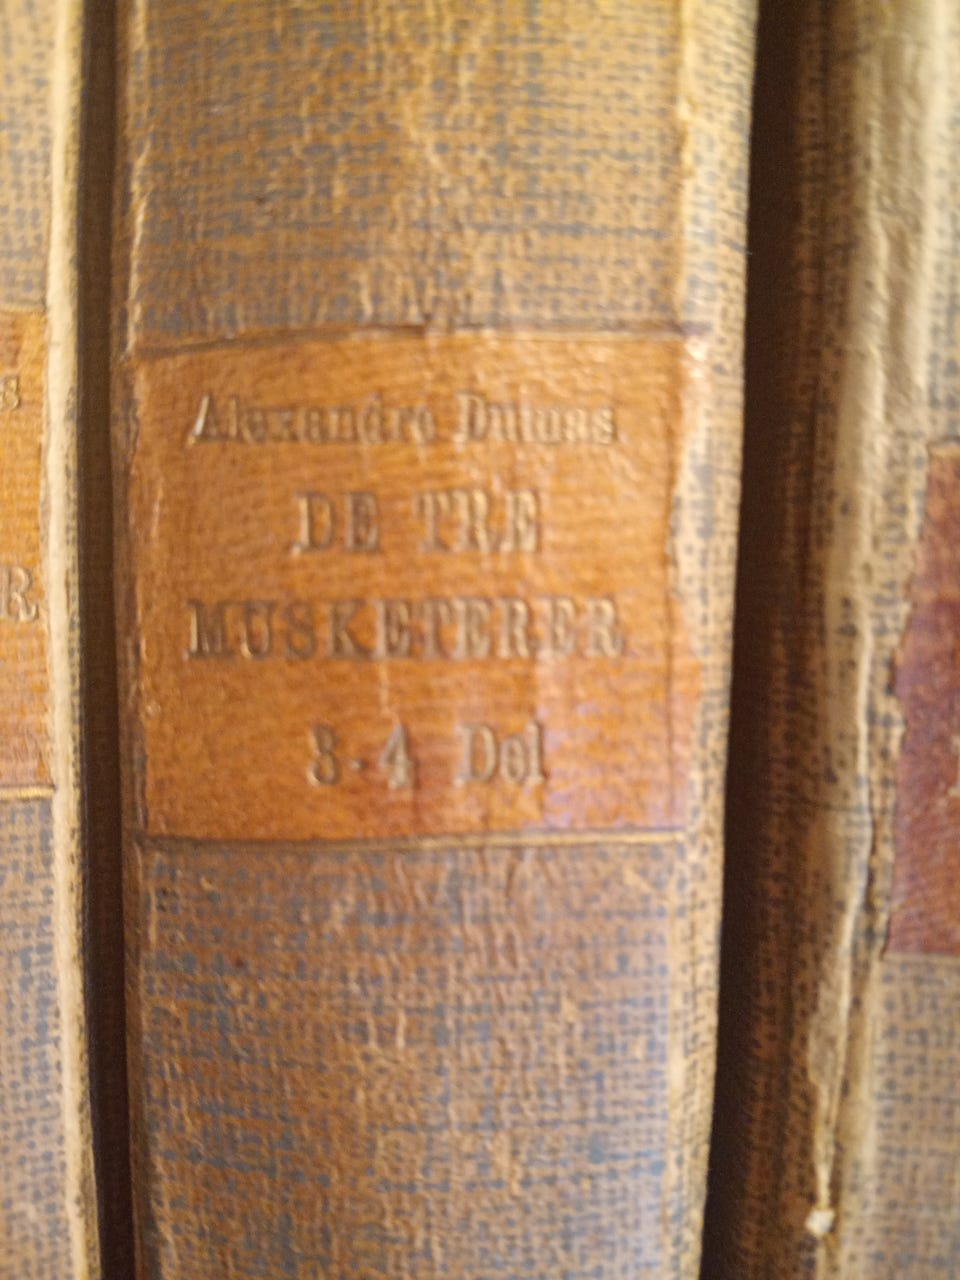 Alexandre Dumas
DE TRE
MUSKETERER
3-4 Del
s
R